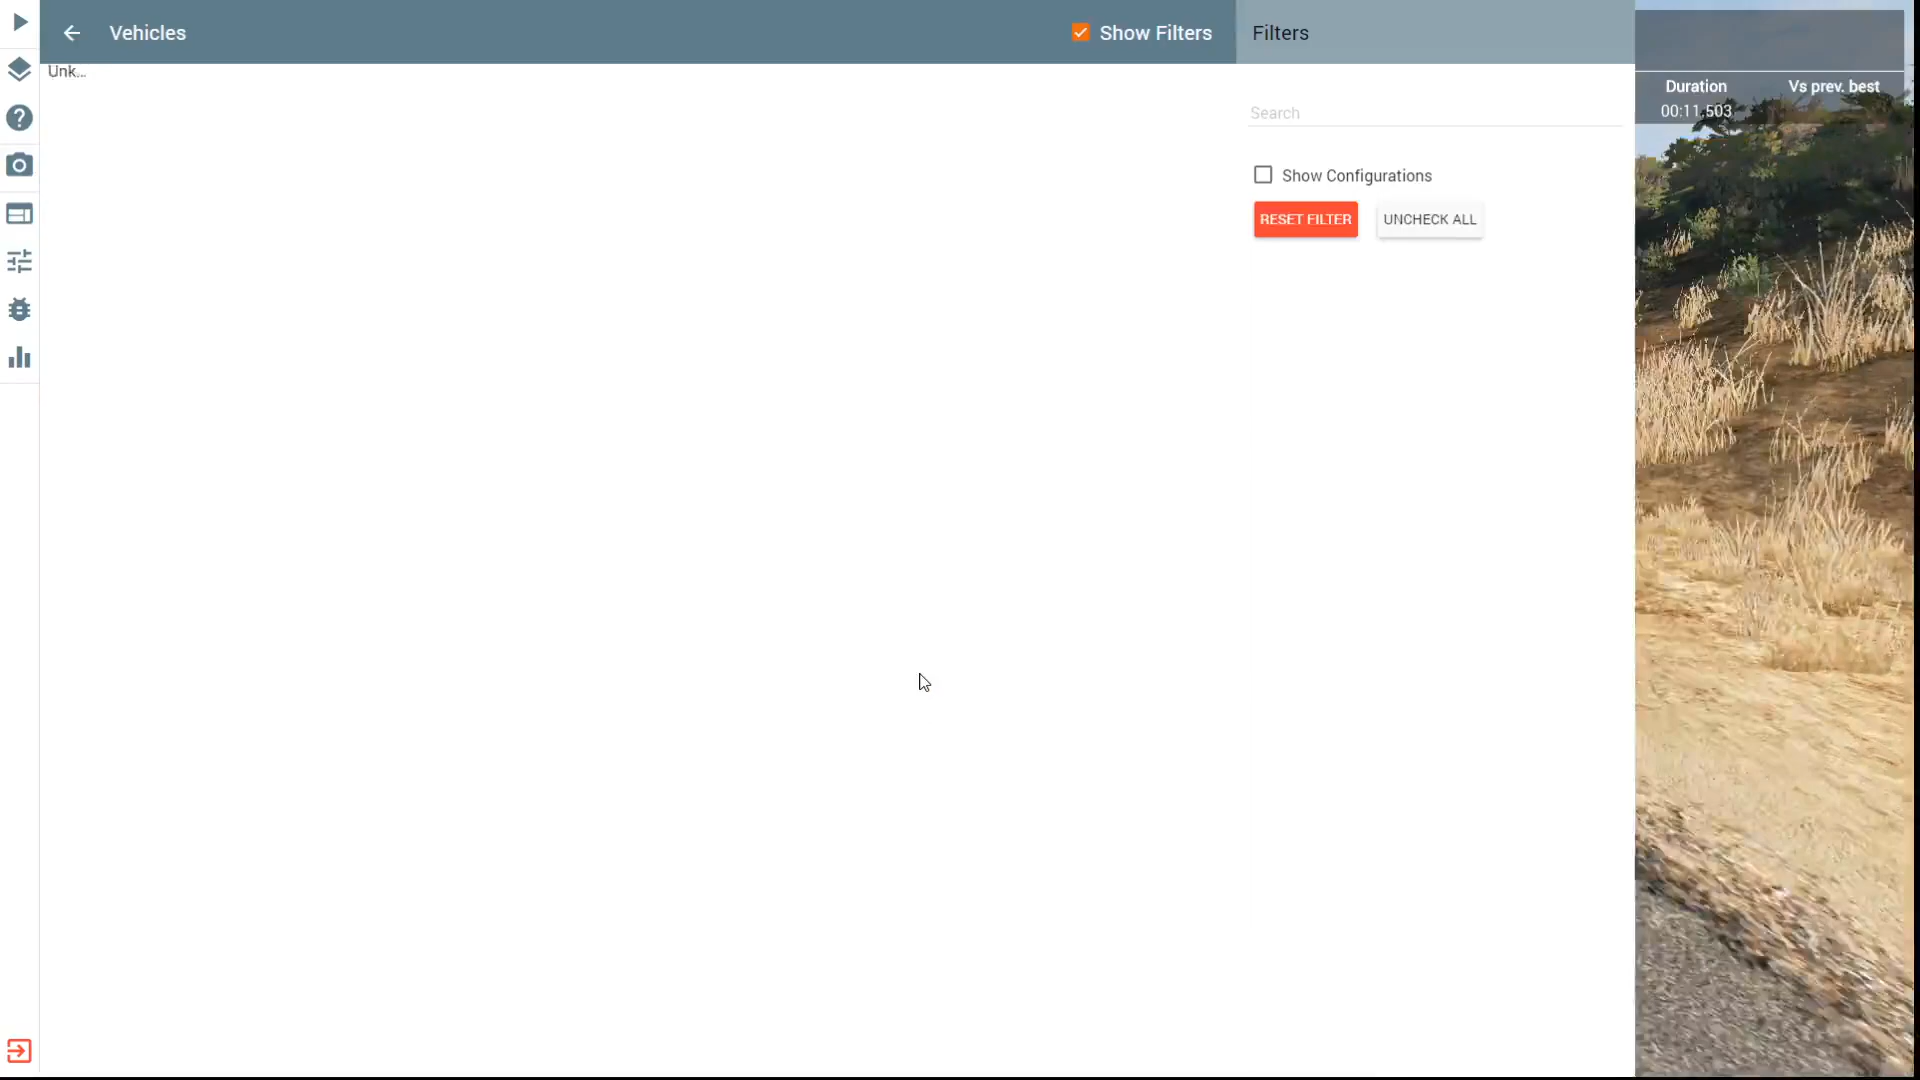 Vehicles
Show Filters
Filters
Unk...
Search
Show Configurations
RESET FILTER
UNCHECK ALL
Duration
Vs prev. best
00:11.503